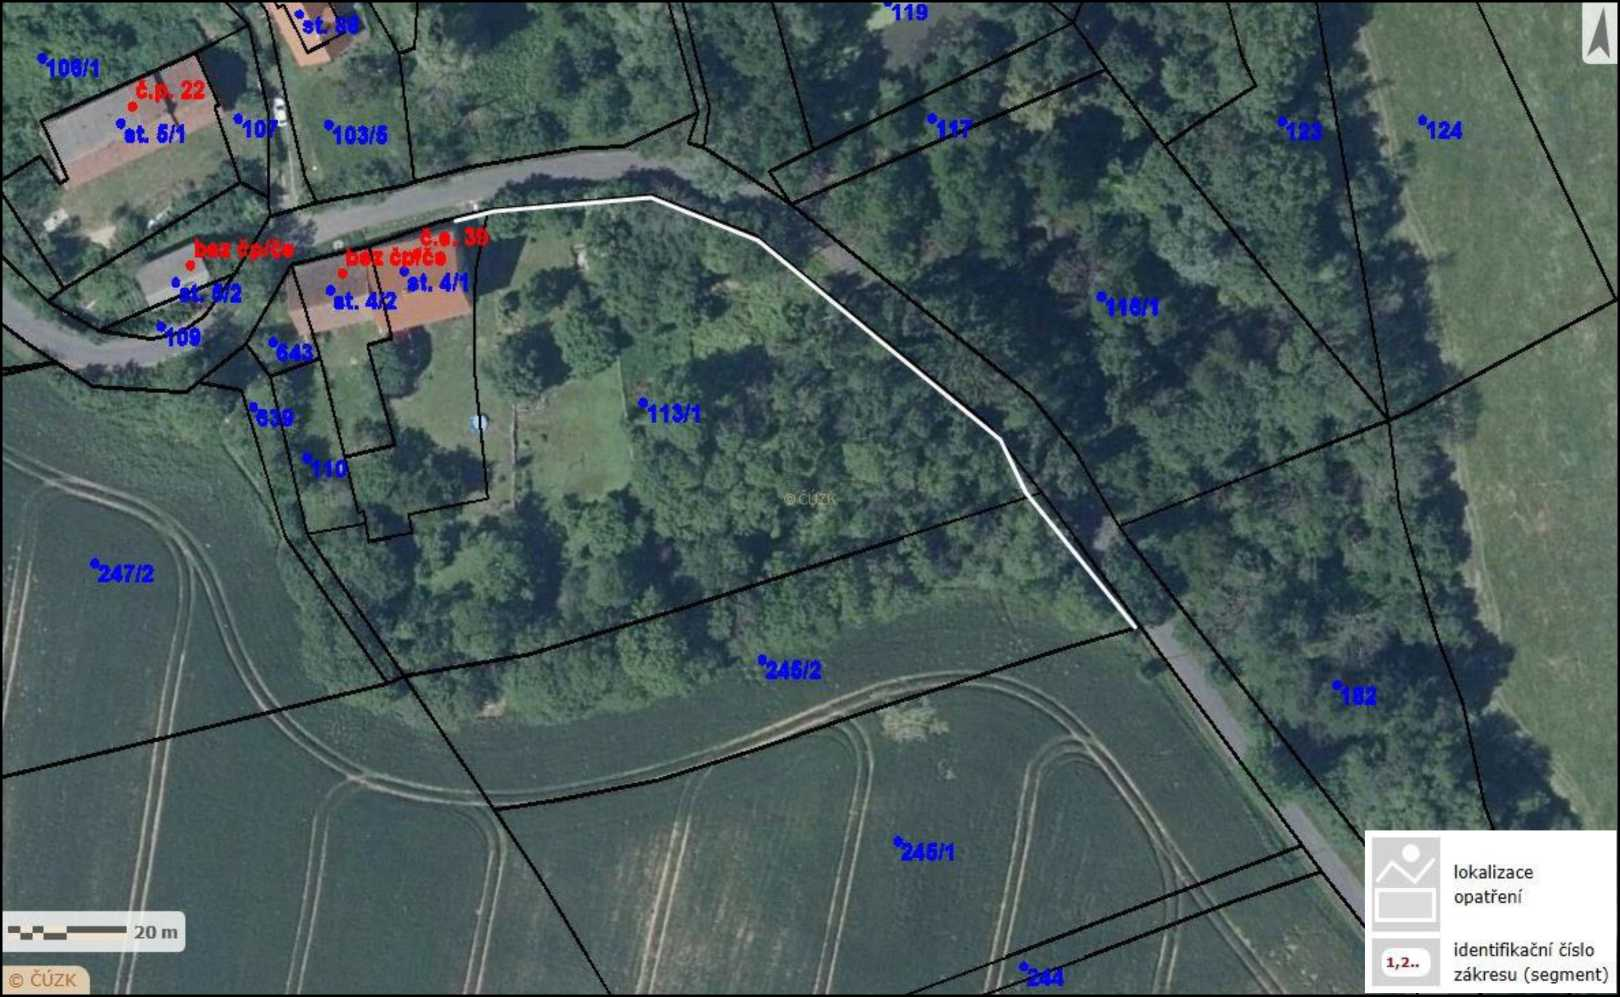 119
st. 88
106/1
č.p. 22
st. 5/1
107
103/5
117
123
124
č.e. 30
bez čp/če
bez čp/če
st. 4/1
st. 5/2
st. 4/2
116/1
109
643
639
113/1
110
© ČÚZK
247/2
245/2
182
245/1
lokalizace
opatření
20 m
1,2..
identifikační číslo
zákresu (segment)
244
© ČÚZK